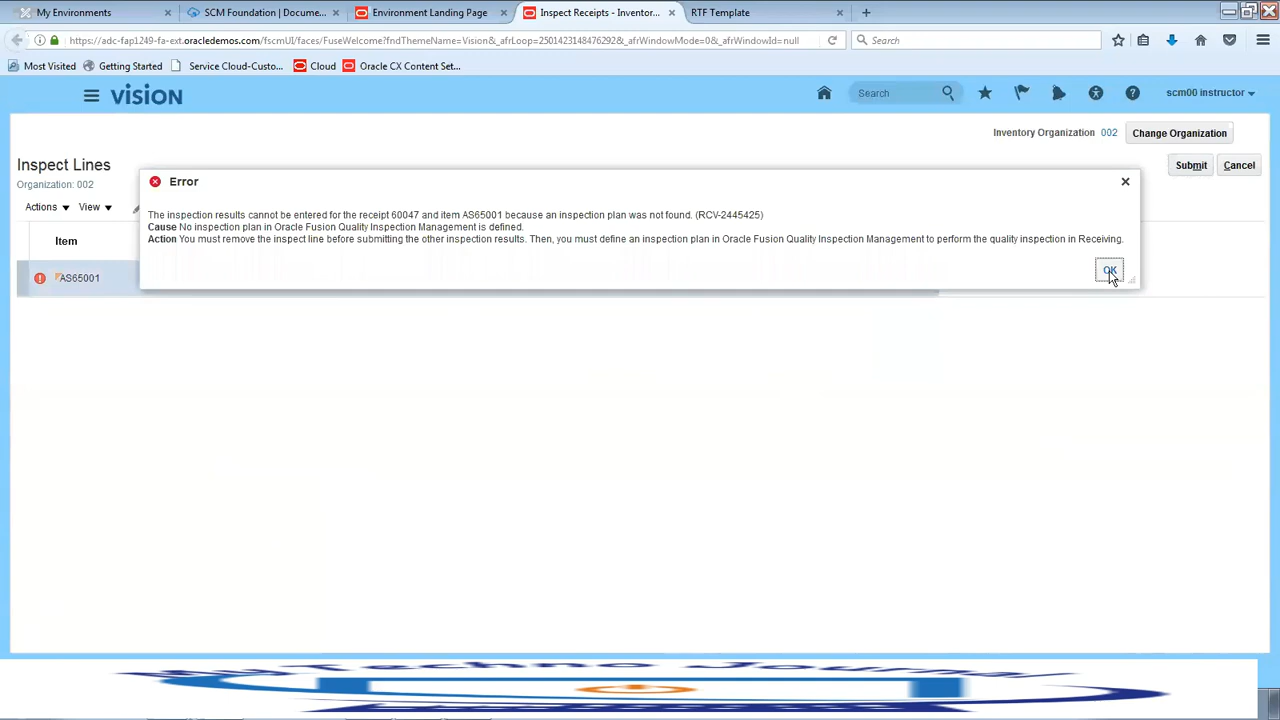 My Environments
SCM Foundation | Docume...
Environment Landing Page
Inspect Receipts - Inventor...
RTF Template
https://adc-fap1249-fa-ext.oracledemos.com/fscmUI/faces/FuseWelcome?fndThemeName=Vision&_afrLoop=2501423148476292&_afrWindowMode=0&_afrWindowId=null
Search
Most Visited
Getting Started
Service Cloud-Custo...
Cloud
Oracle CX Content Set...
VISION
Search
scm00 instructor
Inventory Organization 002
Change Organization
Inspect Lines
Submit
Cancel
Organization: 002
Actions
View
Error
The inspection results cannot be entered for the receipt 60047 and item AS65001 because an inspection plan was not found. (RCV-2445425)
Cause No inspection plan in Oracle Fusion Quality Inspection Management is defined.
Action You must remove the inspect line before submitting the other inspection results. Then, you must define an inspection plan in Oracle Fusion Quality Inspection Management to perform the quality inspection in Receiving.
OK
Item
AS65001
My Techno Journal